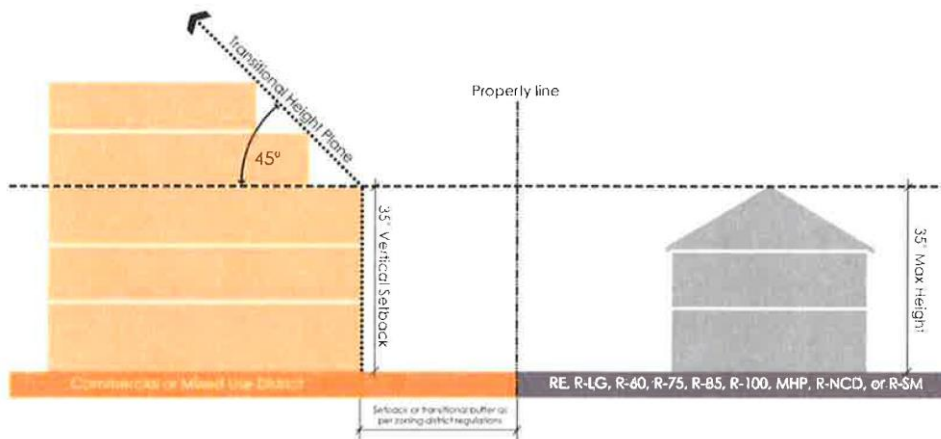 Transitional Height Plane
Property line
45°
35' Vertical Setback
35' Max Height
Commercial or Mixed Use District
RE, R-LG, R-60, R-75, R-85, R-100, MHP, R-NCD, or R-SM
Setback or transitional buffer as
per zoning district regulations